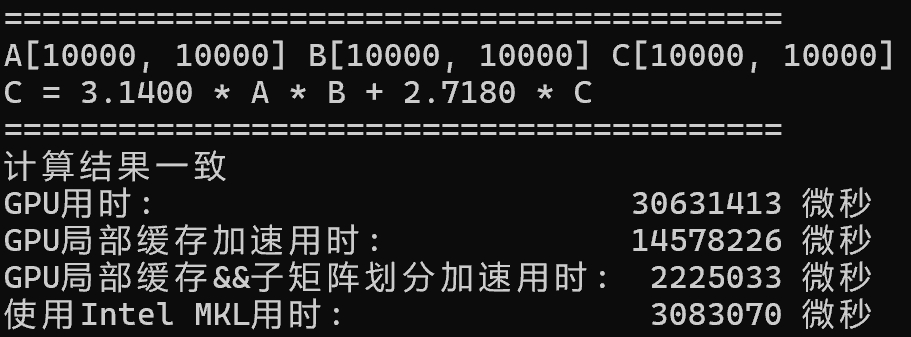 =========================================
A[10000, 10000] B[10000, 10000] C[10000, 10000]
C = 3.1400 * A * B + 2.7180 * C
=========================================
计算结果一致
GPU用时: 30631413 微秒
GPU局部缓存加速用时: 14578226 微秒
GPU局部缓存&&子矩阵划分加速用时: 2225033 微秒
使用Intel MKL用时: 3083070 微秒